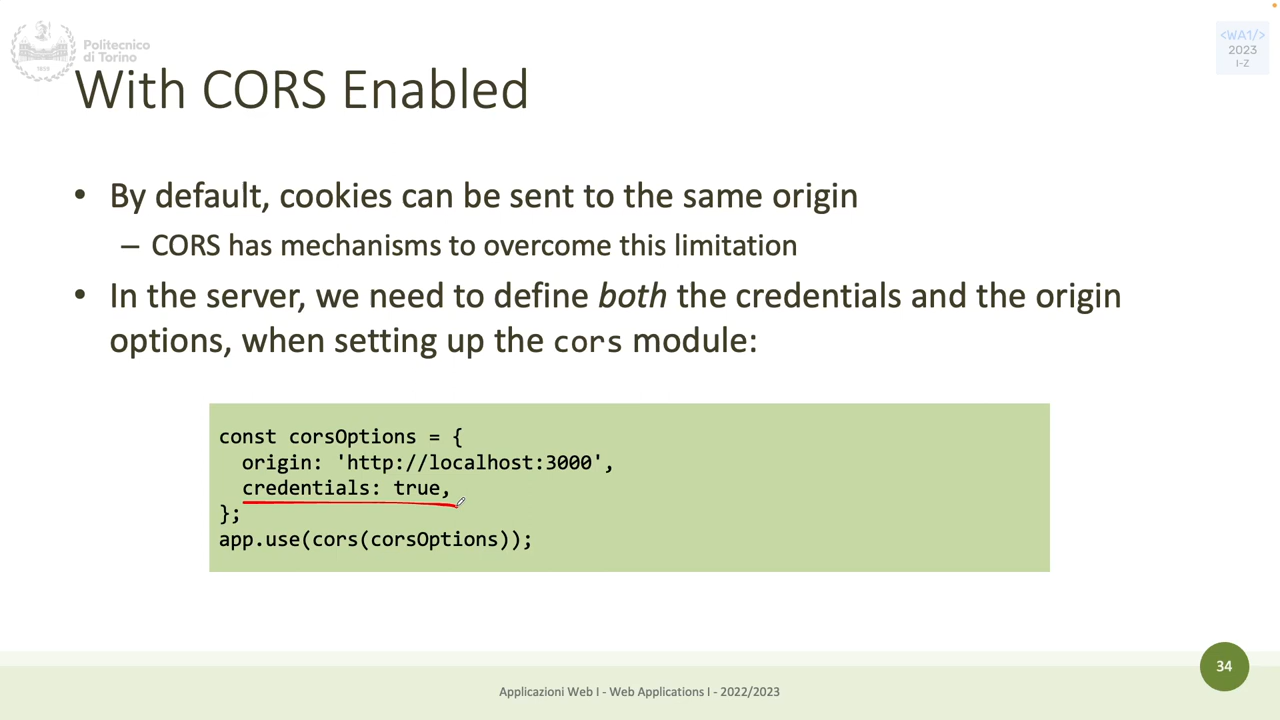 Politecnico
di Torino
1859
<WA1/>
2023
I-Z
With CORS Enabled
• By default, cookies can be sent to the same origin
– CORS has mechanisms to overcome this limitation
• In the server, we need to define both the credentials and the origin
options, when setting up the cors module:
const corsOptions = {
origin: 'http://localhost:3000',
credentials: true,
};
app.use(cors(corsOptions));
34
Applicazioni Web I - Web Applications I - 2022/2023